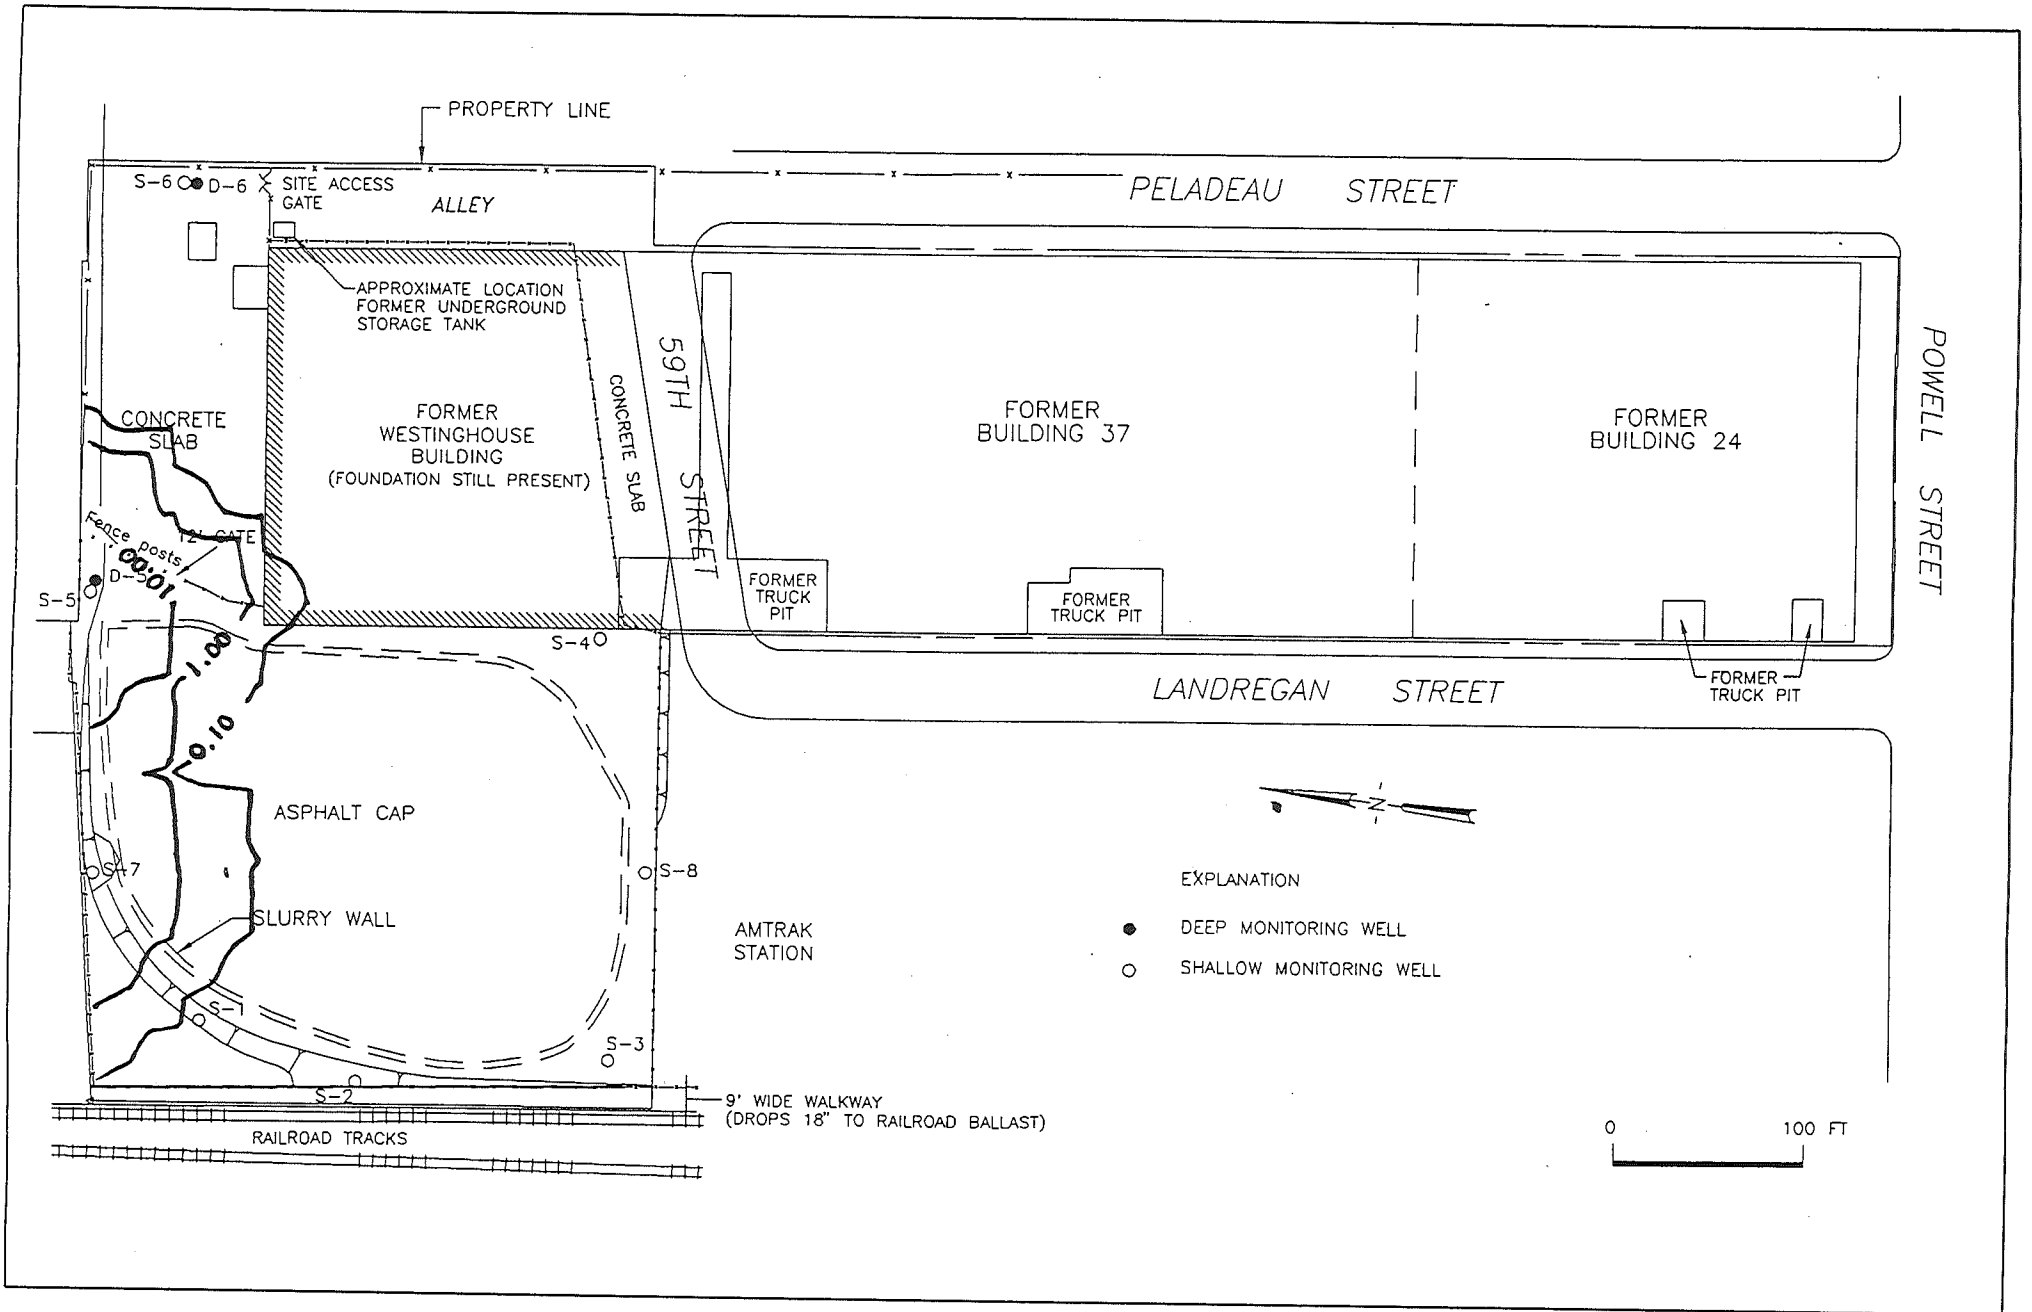 PROPERTY LINE
S-6
D-6
SITE ACCESS
GATE
ALLEY
PELADEAU STREET
APPROXIMATE LOCATION
FORMER UNDERGROUND
STORAGE TANK
CONCRETE
SLAB
FORMER
WESTINGHOUSE
BUILDING
(FOUNDATION STILL PRESENT)
CONCRETE SLAB
59TH STREET
FORMER
BUILDING 37
FORMER
BUILDING 24
POWELL STREET
Fence posts
12' GATE
10.00
D-5
S-5
1.00
0.10
S-4
FORMER
TRUCK
PIT
FORMER
TRUCK PIT
FORMER
TRUCK PIT
LANDREGAN STREET
ASPHALT CAP
S-7
S-8
SLURRY WALL
AMTRAK
STATION
N
EXPLANATION
DEEP MONITORING WELL
SHALLOW MONITORING WELL
S-1
S-3
S-2
9' WIDE WALKWAY
(DROPS 18" TO RAILROAD BALLAST)
RAILROAD TRACKS
0 100 FT